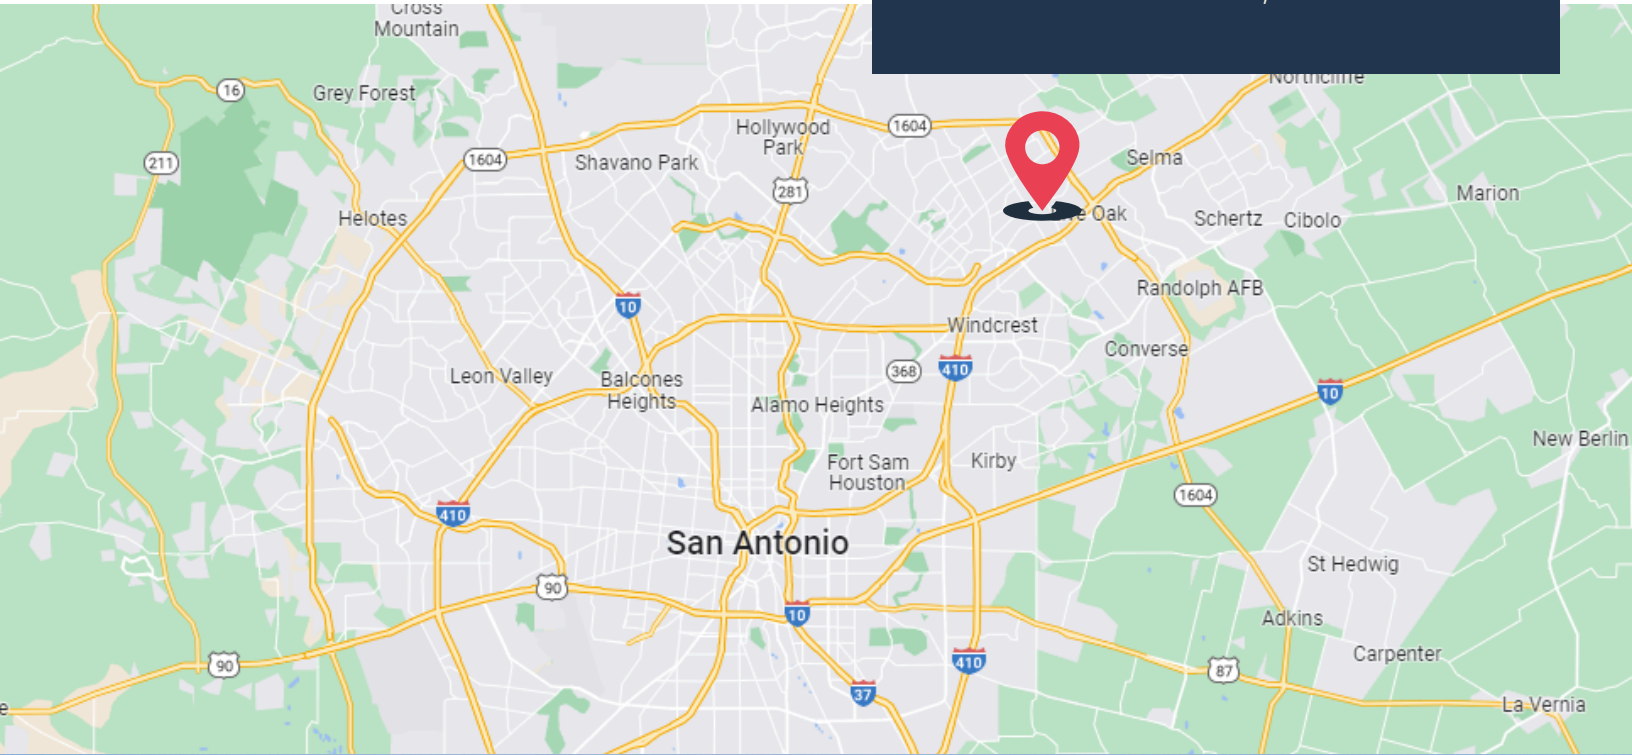 Cross
Mountain
Northcliffe
16
Grey Forest
Hollywood
Park
1604
1604
211
Shavano Park
Selma
281
Marion
Helotes
Oak
Schertz
Cibolo
Randolph AFB
10
Windcrest
Converse
368
410
Leon Valley
Balcones
Heights
Alamo Heights
10
New Berlin
Fort Sam
Houston
Kirby
1604
410
San Antonio
St Hedwig
90
10
Adkins
90
410
Carpenter
87
37
La Vernia